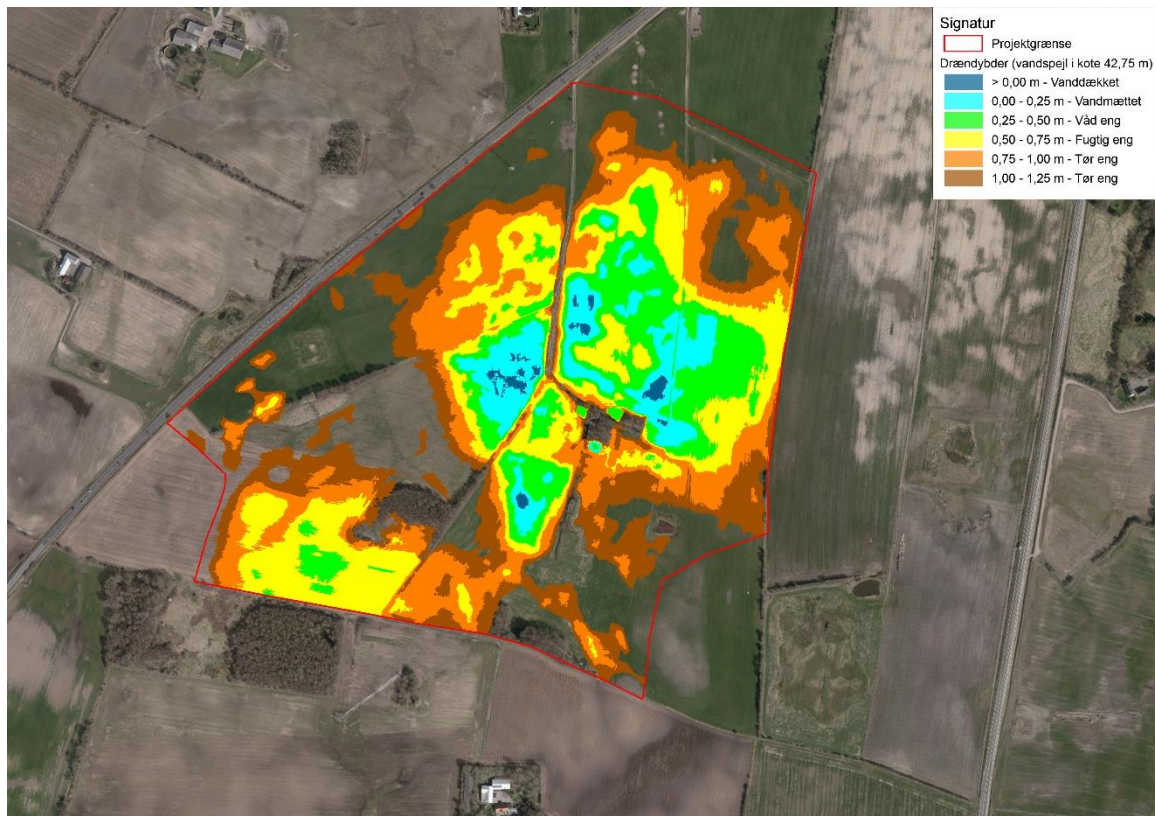 Signatur
Projektgrænse
Drændybder (vandspejl i kote 42,75 m)
> 0,00 m - Vanddækket
0,00 - 0,25 m - Vandmættet
0,25 - 0,50 m - Våd eng
0,50 - 0,75 m - Fugtig eng
0,75 - 1,00 m - Tør eng
1,00 - 1,25 m - Tør eng